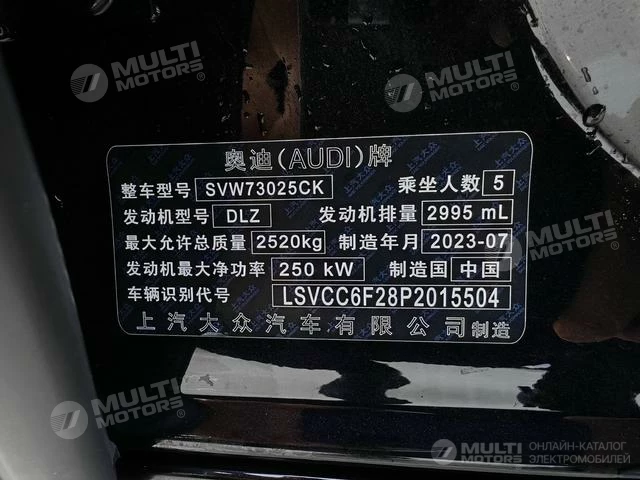 MULTI MOTORS®
MULTI MOTORS®
奥迪(AUDI)牌
整车型号 SVW73025CK 乘坐人数 5
发动机型号 DLZ 发动机排量 2995 mL
最大允许总质量 2520kg 制造年月 2023-07
发动机最大净功率 250 kW 制造国 中国
车辆识别代号 LSVCC6F28P2015504
上汽大众汽车有限公司制造
MULTI MOTORS®
MULTI MOTORS
ОНЛАЙН-КАТАЛОГ
ЭЛЕКТРОМОБИЛЕЙ